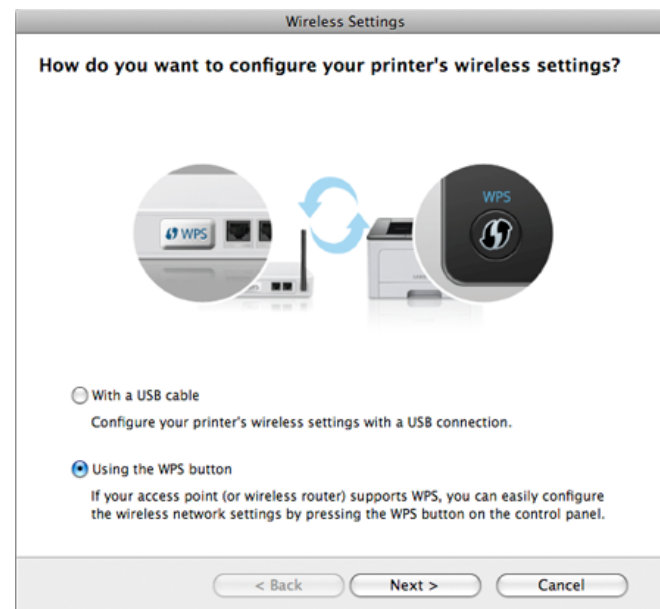 Wireless Settings
How do you want to configure your printer's wireless settings?
WPS
WPS
With a USB cable
Configure your printer's wireless settings with a USB connection.
Using the WPS button
If your access point (or wireless router) supports WPS, you can easily configure
the wireless network settings by pressing the WPS button on the control panel.
< Back
Next >
Cancel